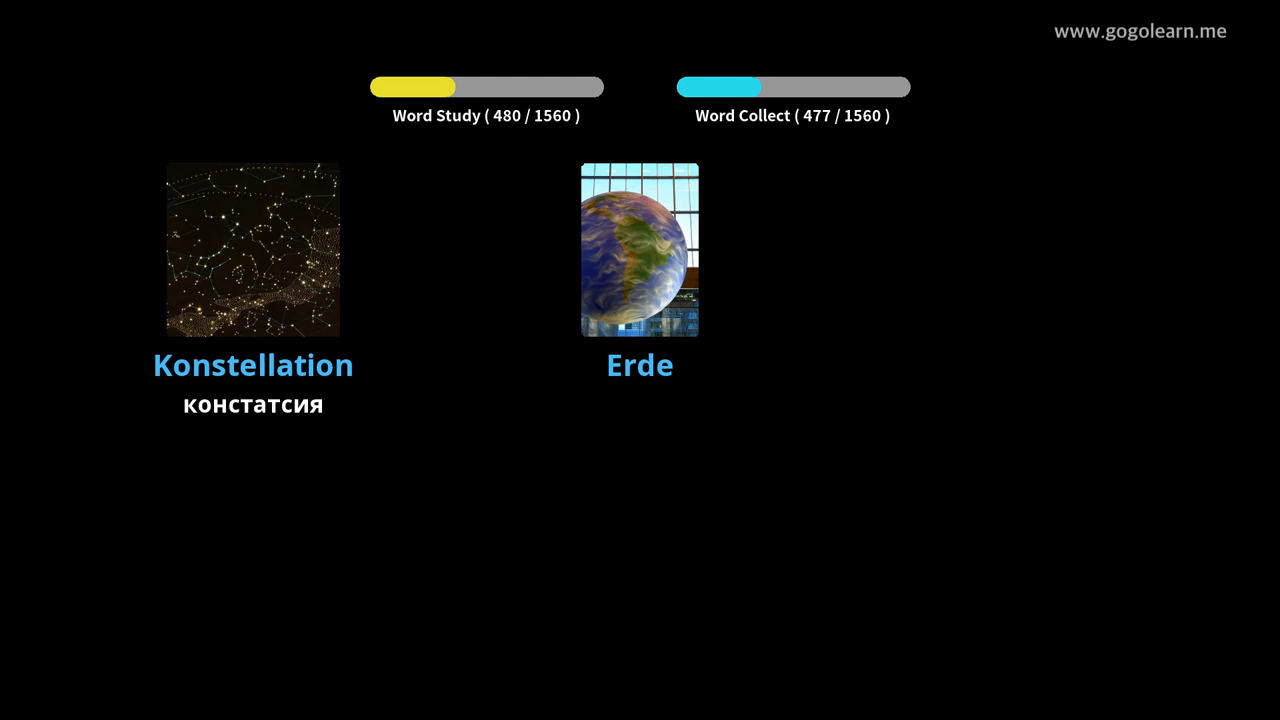 www.gogolearn.me
Word Study ( 480 / 1560 )
Word Collect ( 477 / 1560 )
Konstellation
констатсия
Erde